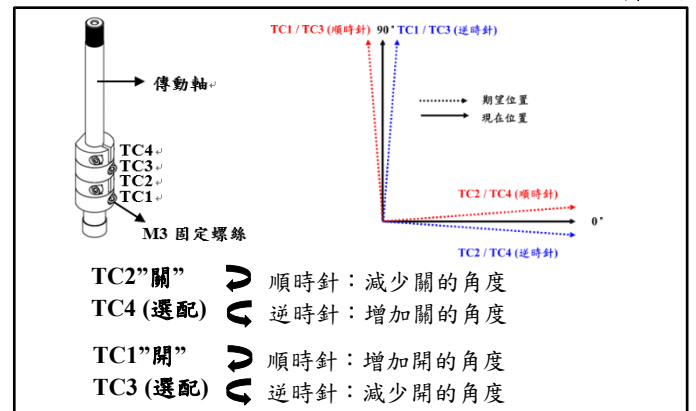 TC1 / TC3 (順時針) 90° TC1 / TC3 (逆時針)
傳動軸
期望位置
現在位置
TC4
TC3
TC2
TC1
TC2 / TC4 (順時針)
0°
M3 固定螺絲
TC2 / TC4 (逆時針)
TC2”關” 順時針：減少關的角度
TC4 (選配) 逆時針：增加關的角度
TC1”開” 順時針：增加開的角度
TC3 (選配) 逆時針：減少開的角度